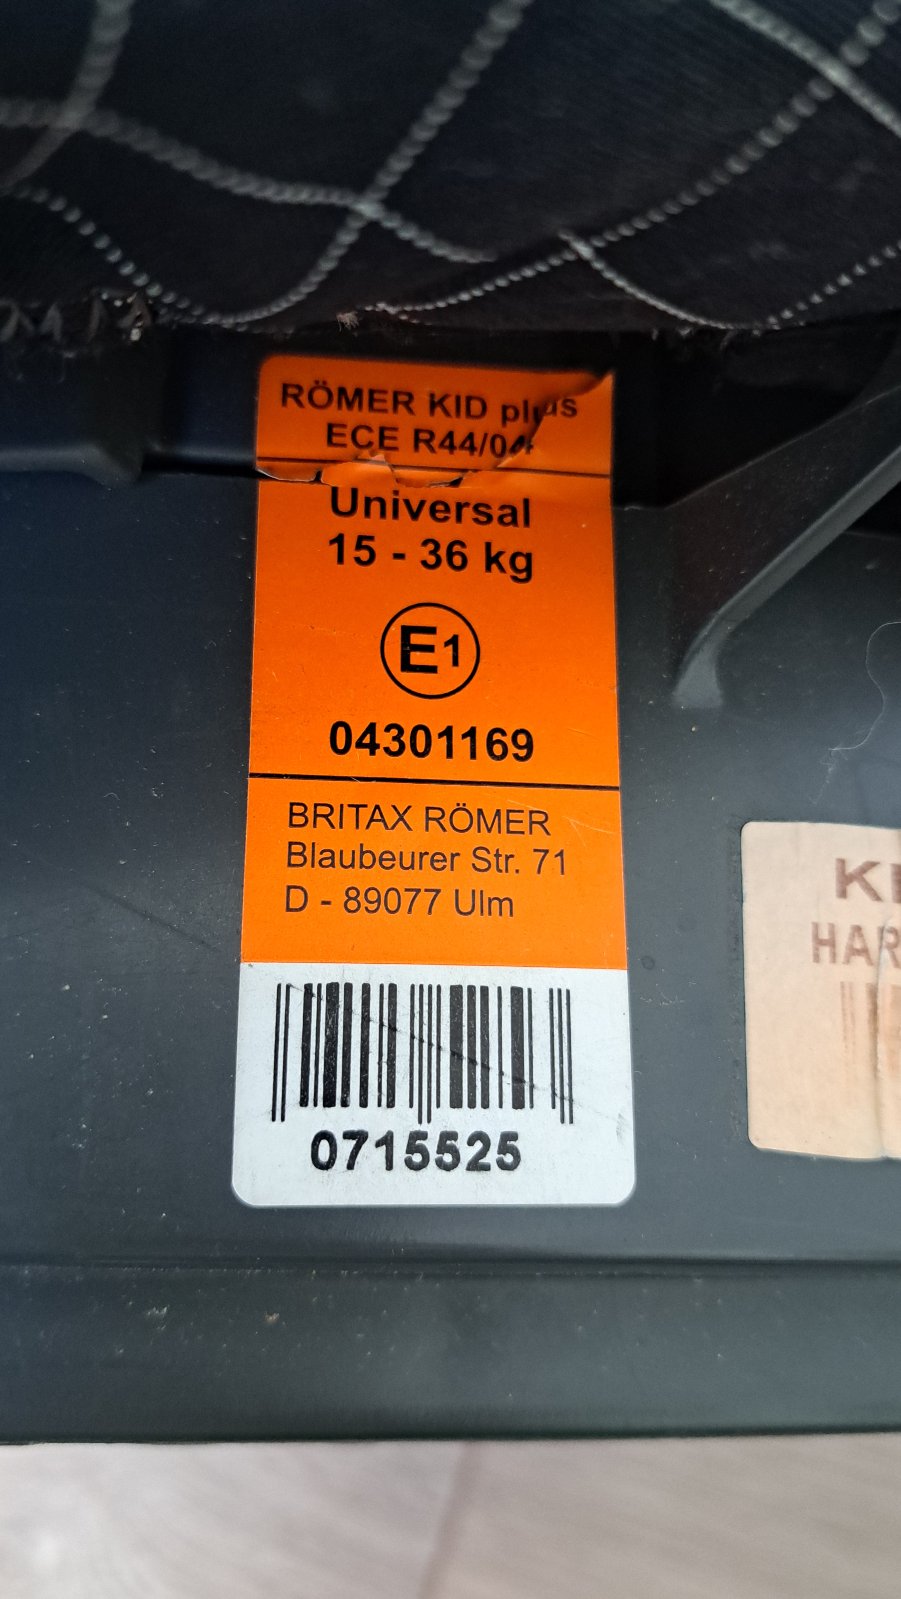 RÖMER KID plus
ECE R44/04
Universal
15 - 36 kg
E1
04301169
BRITAX RÖMER
Blaubeurer Str. 71
D - 89077 Ulm
0715525